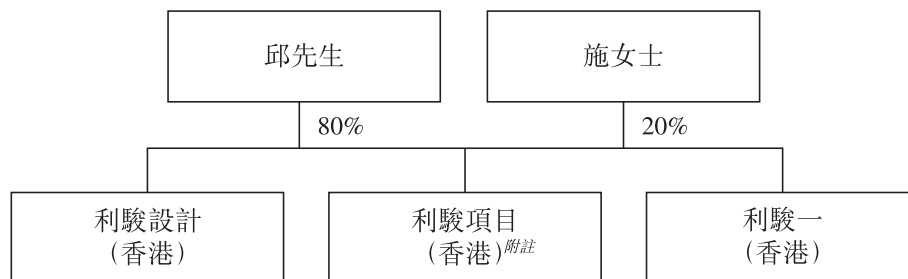 邱先生
施女士
80%
20%
利駿設計
(香港)
利駿項目
(香港)附註
利駿一
(香港)